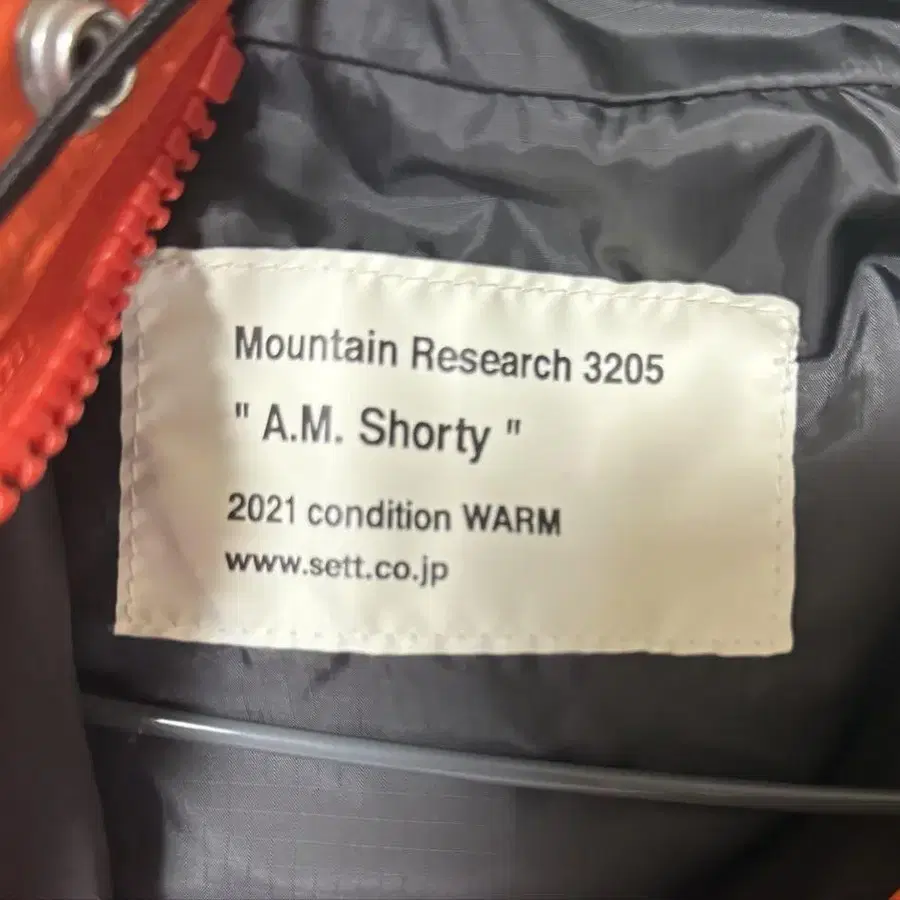 Mountain Research 3205
" A.M. Shorty "
2021 condition WARM
www.sett.co.jp